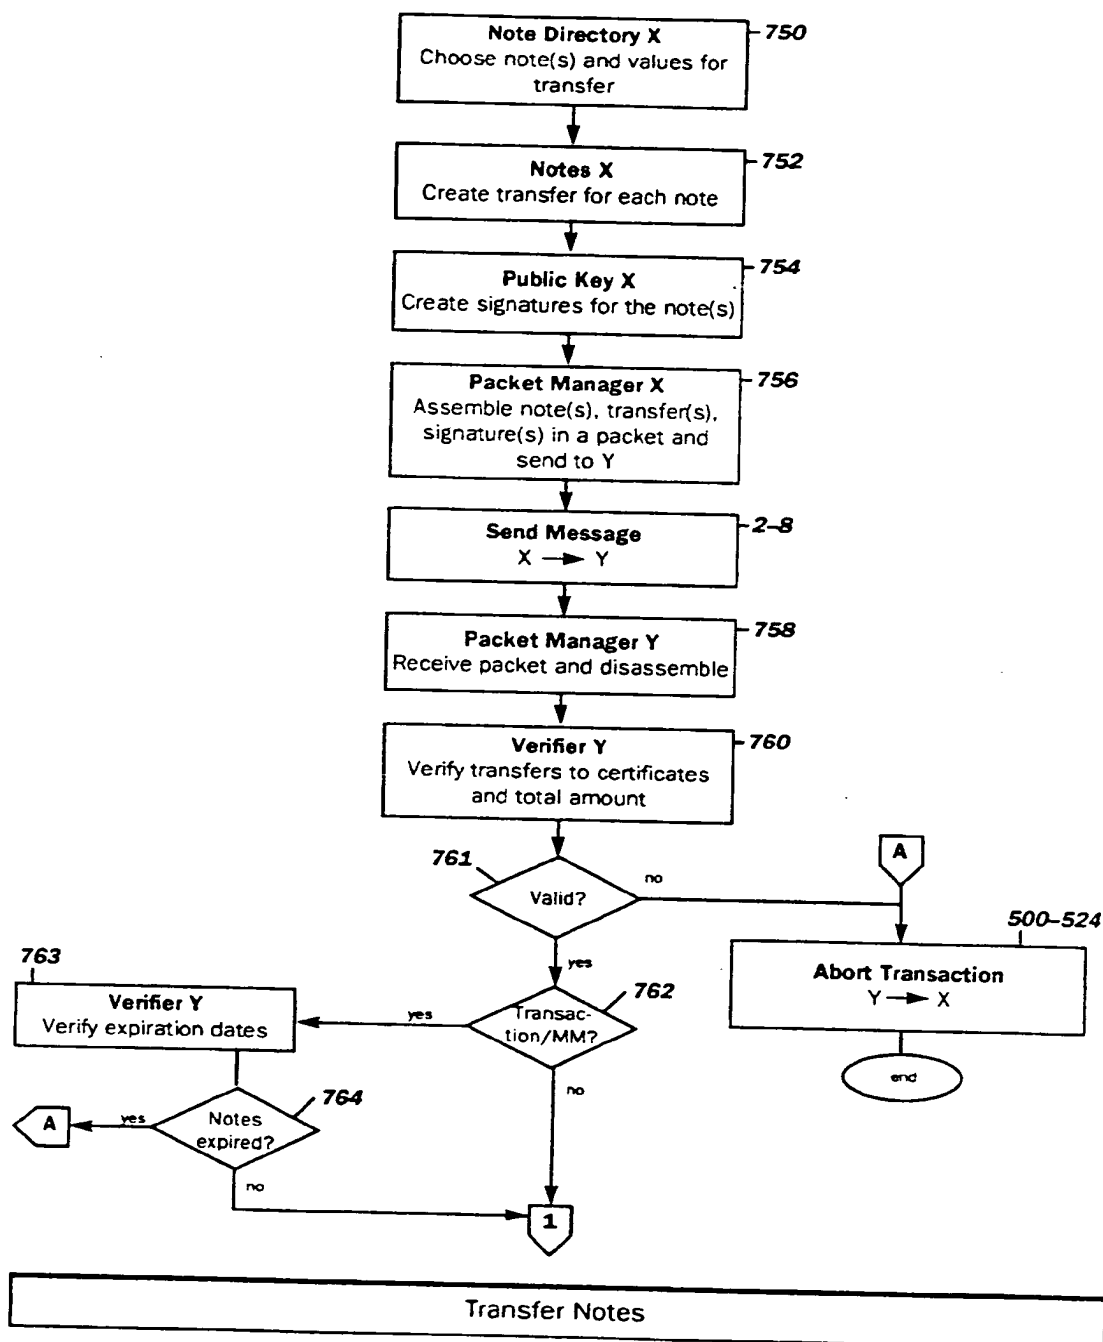 Note Directory X
750
Choose note(s) and values for
transfer
Notes X
752
Create transfer for each note
Public Key X
754
Create signatures for the note(s)
Packet Manager X
756
Assemble note(s), transfer(s),
signature(s) in a packet and
send to Y
Send Message
2–8
X Y
Packet Manager Y
758
Receive packet and disassemble
Verifier Y
760
Verify transfers to certificates
and total amount
761
Valid?
no
A
yes
500–524
Abort Transaction
Y X
end
763
Verifier Y
Verify expiration dates
yes
762
Transac-
tion/MM?
no
764
Notes
expired?
yes
A
no
1
Transfer Notes